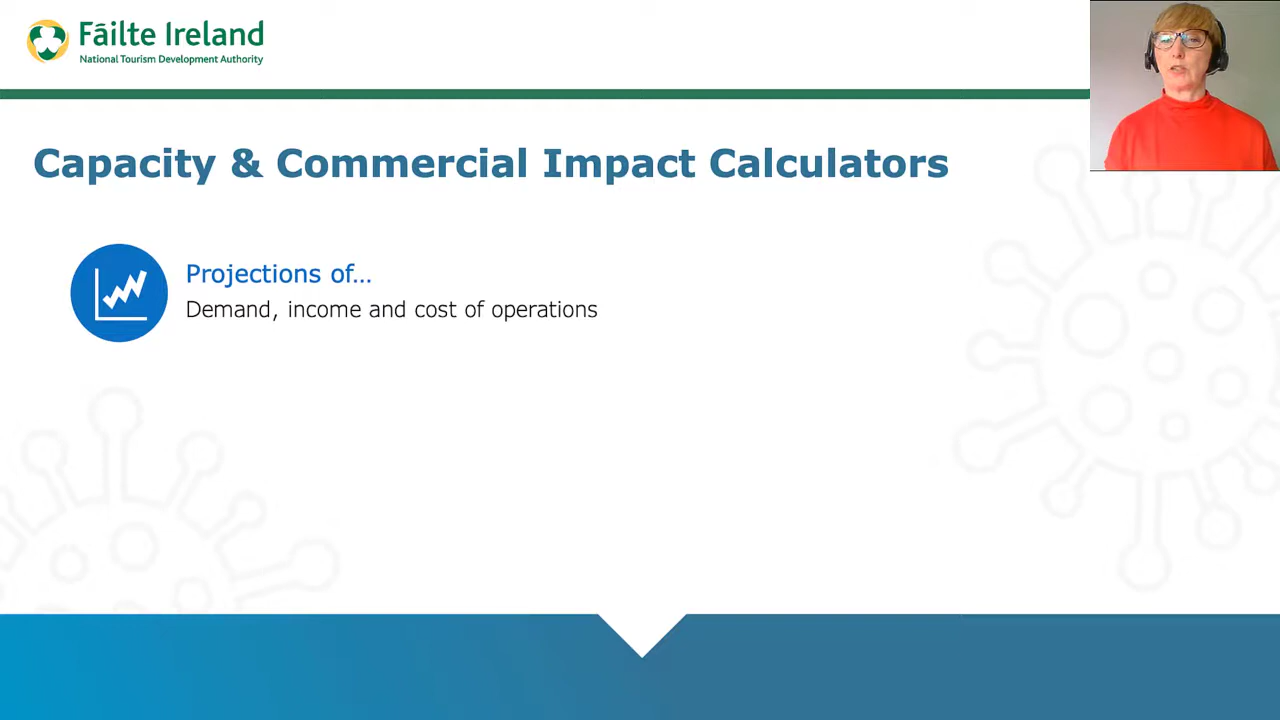 Fáilte Ireland
National Tourism Development Authority
Capacity & Commercial Impact Calculators
Projections of...
Demand, income and cost of operations